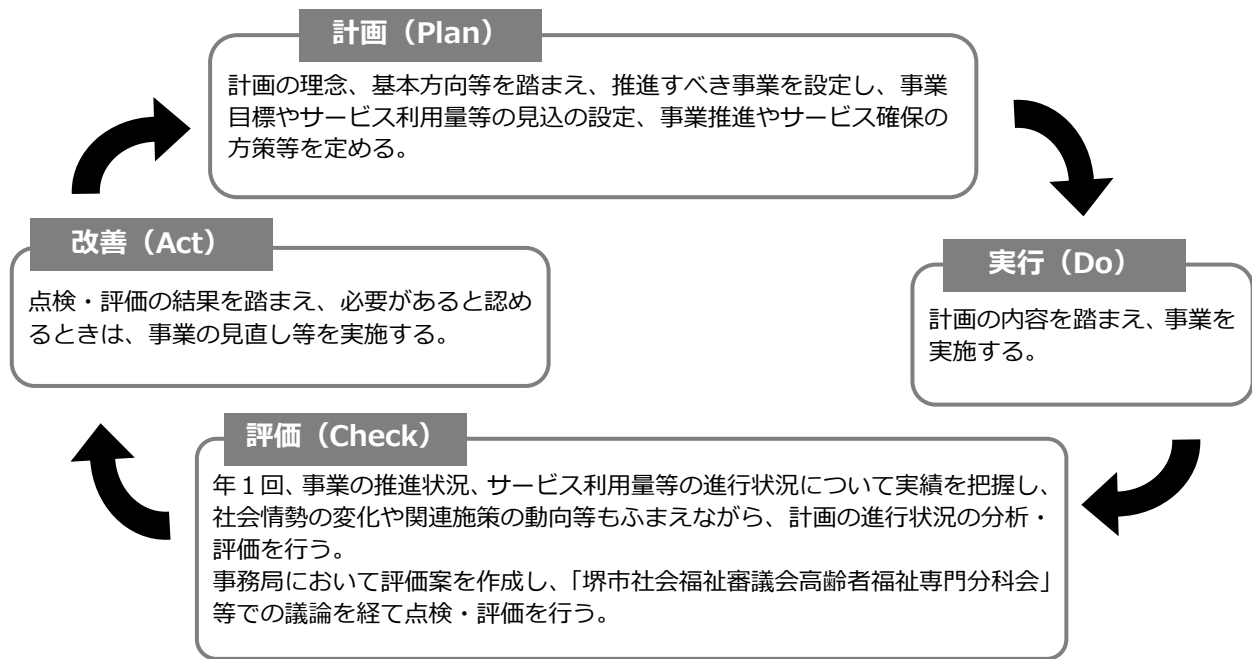 計画（Plan）
計画の理念、基本方向等を踏まえ、推進すべき事業を設定し、事業
目標やサービス利用量等の見込の設定、事業推進やサービス確保の
方策等を定める。
改善（Act）
点検・評価の結果を踏まえ、必要があると認め
るときは、事業の見直し等を実施する。
実行（Do）
計画の内容を踏まえ、事業を
実施する。
評価（Check）
年１回、事業の推進状況、サービス利用量等の進行状況について実績を把握し、
社会情勢の変化や関連施策の動向等もふまえながら、計画の進行状況の分析・
評価を行う。
事務局において評価案を作成し、「堺市社会福祉審議会高齢者福祉専門分科会」
等での議論を経て点検・評価を行う。